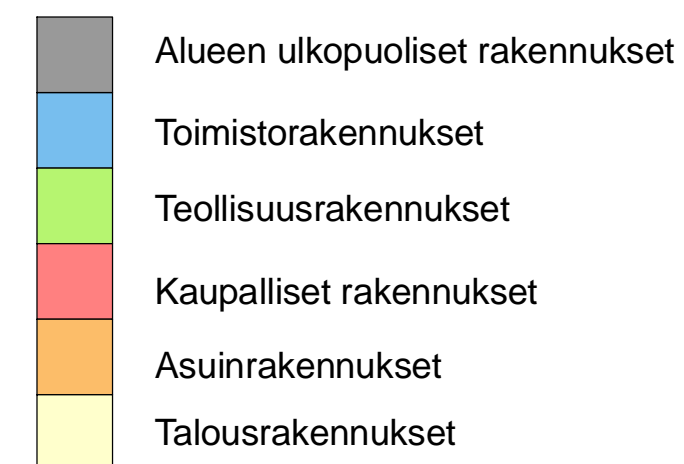 Alueen ulkopuoliset rakennukset
Toimistorakennukset
Teollisuusrakennukset
Kaupalliset rakennukset
Asuinrakennukset
Talousrakennukset